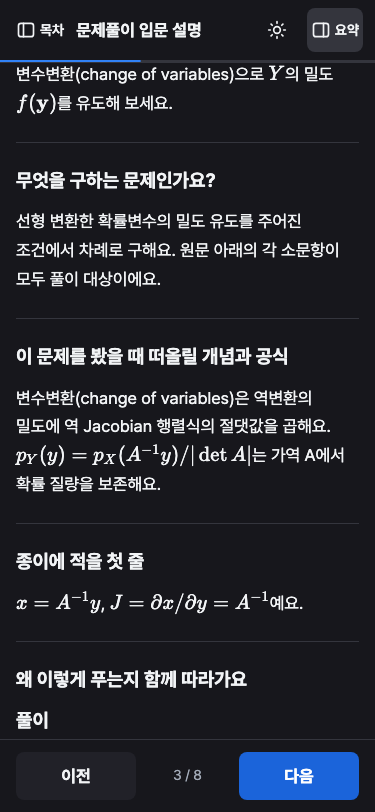 목차 문제풀이 입문 설명 요약
변수변환(change of variables)으로 Y의 밀도
f(y)를 유도해 보세요.
무엇을 구하는 문제인가요?
선형 변환한 확률변수의 밀도 유도를 주어진
조건에서 차례로 구해요. 원문 아래의 각 소문항이
모두 풀이 대상이에요.
이 문제를 봤을 때 떠올릴 개념과 공식
변수변환(change of variables)은 역변환의
밀도에 역 Jacobian 행렬식의 절댓값을 곱해요.
p_Y(y) = p_X(A⁻¹y)/| det A|는 가역 A에서
확률 질량을 보존해요.
종이에 적을 첫 줄
x = A⁻¹y, J = ∂x/∂y = A⁻¹예요.
왜 이렇게 푸는지 함께 따라가요
풀이
이전 3 / 8 다음